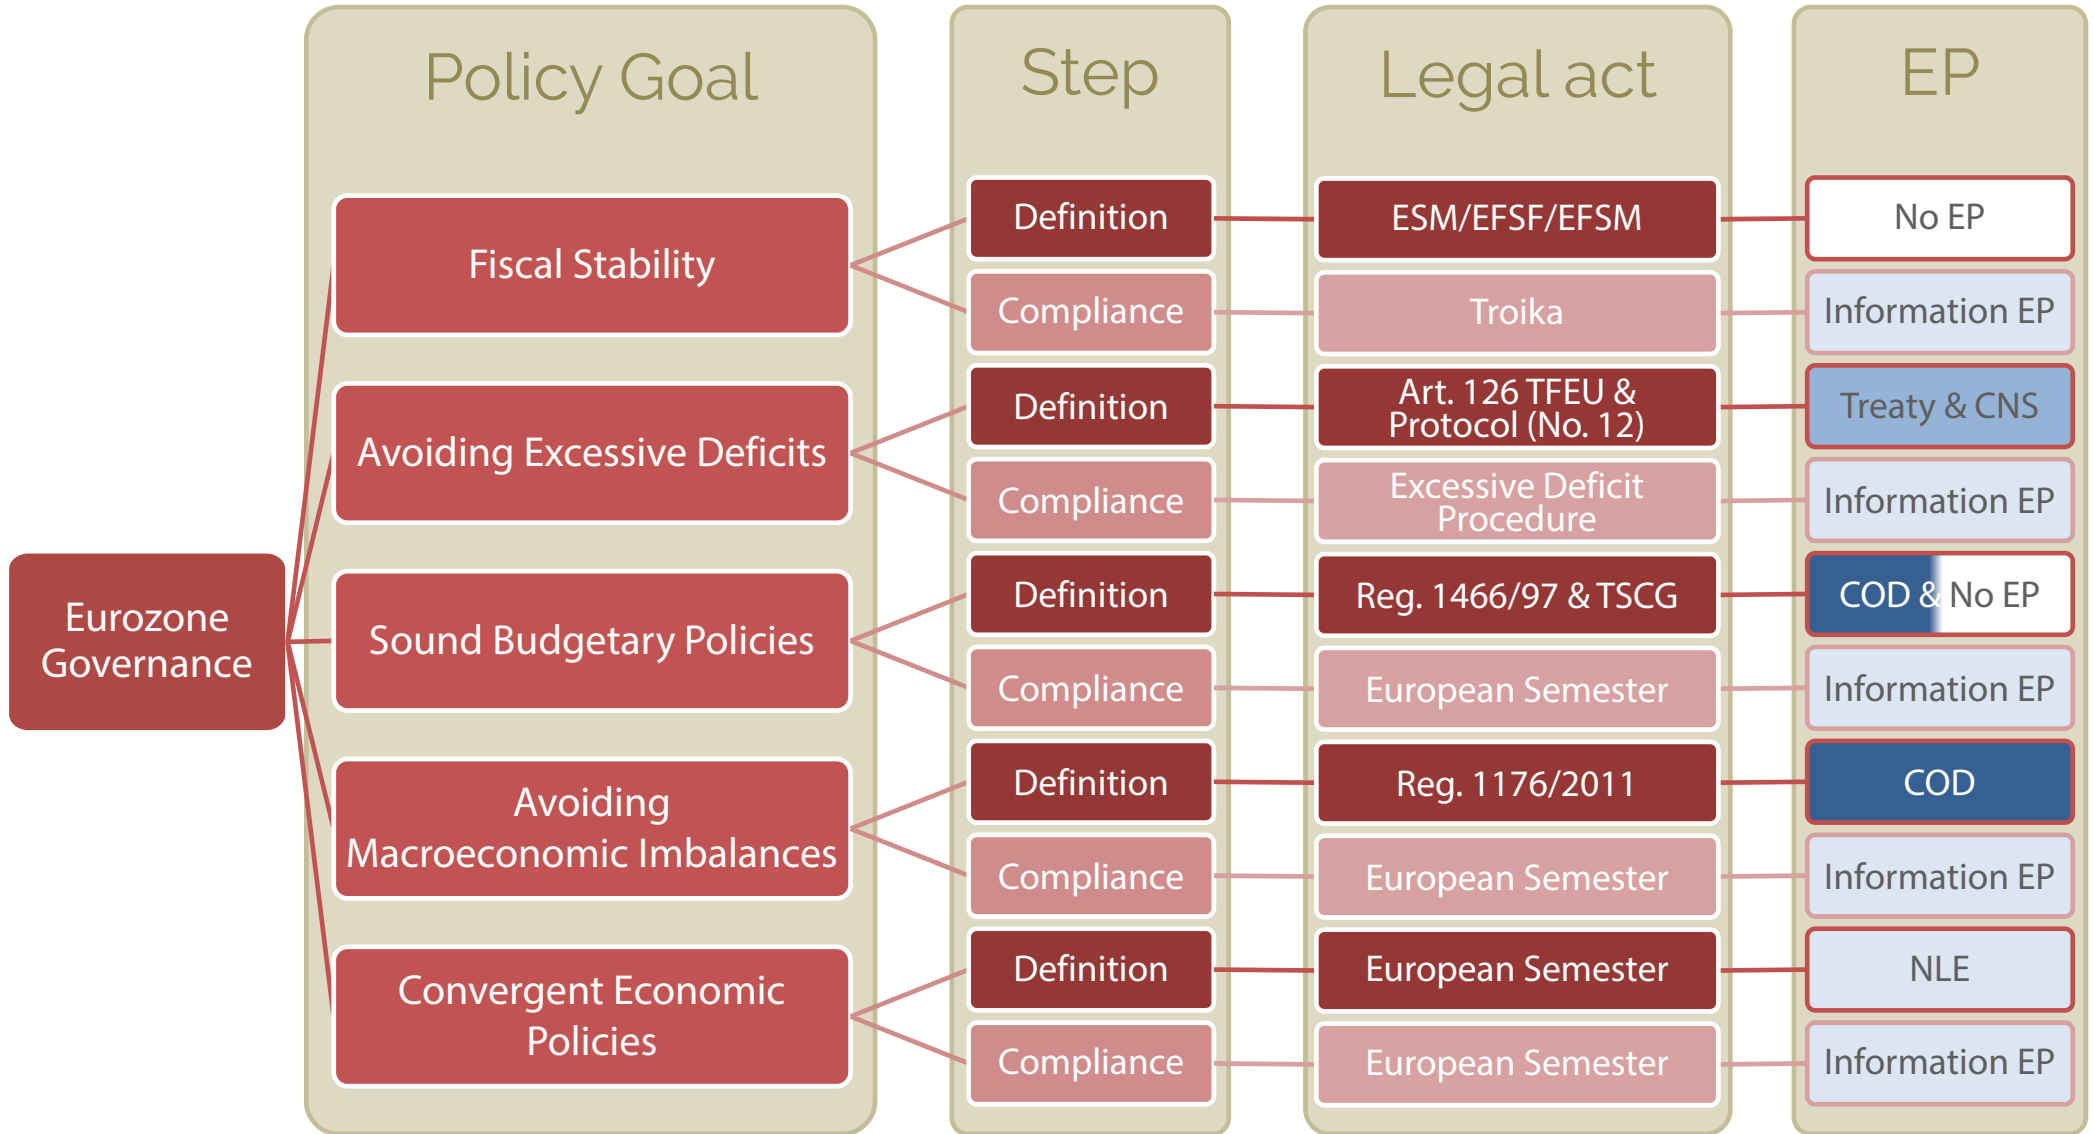 Policy Goal
Step
Legal act
EP
Eurozone
Governance
Fiscal Stability
Definition
ESM/EFSF/EFSM
No EP
Compliance
Troika
Information EP
Avoiding Excessive Deficits
Definition
Art. 126 TFEU &
Protocol (No. 12)
Treaty & CNS
Compliance
Excessive Deficit
Procedure
Information EP
Sound Budgetary Policies
Definition
Reg. 1466/97 & TSCG
COD & No EP
Compliance
European Semester
Information EP
Avoiding
Macroeconomic Imbalances
Definition
Reg. 1176/2011
COD
Compliance
European Semester
Information EP
Convergent Economic
Policies
Definition
European Semester
NLE
Compliance
European Semester
Information EP